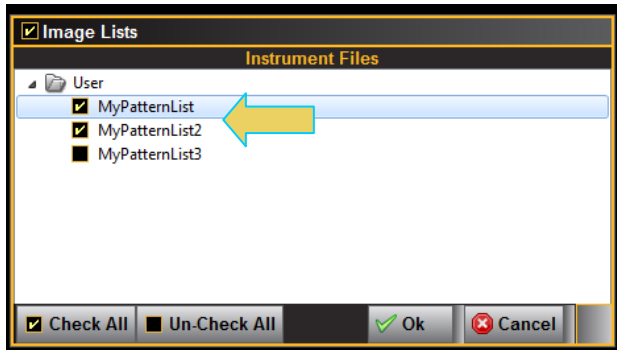 Image Lists
Instrument Files
User
MyPatternList
MyPatternList2
MyPatternList3
Check All Un-Check All Ok Cancel